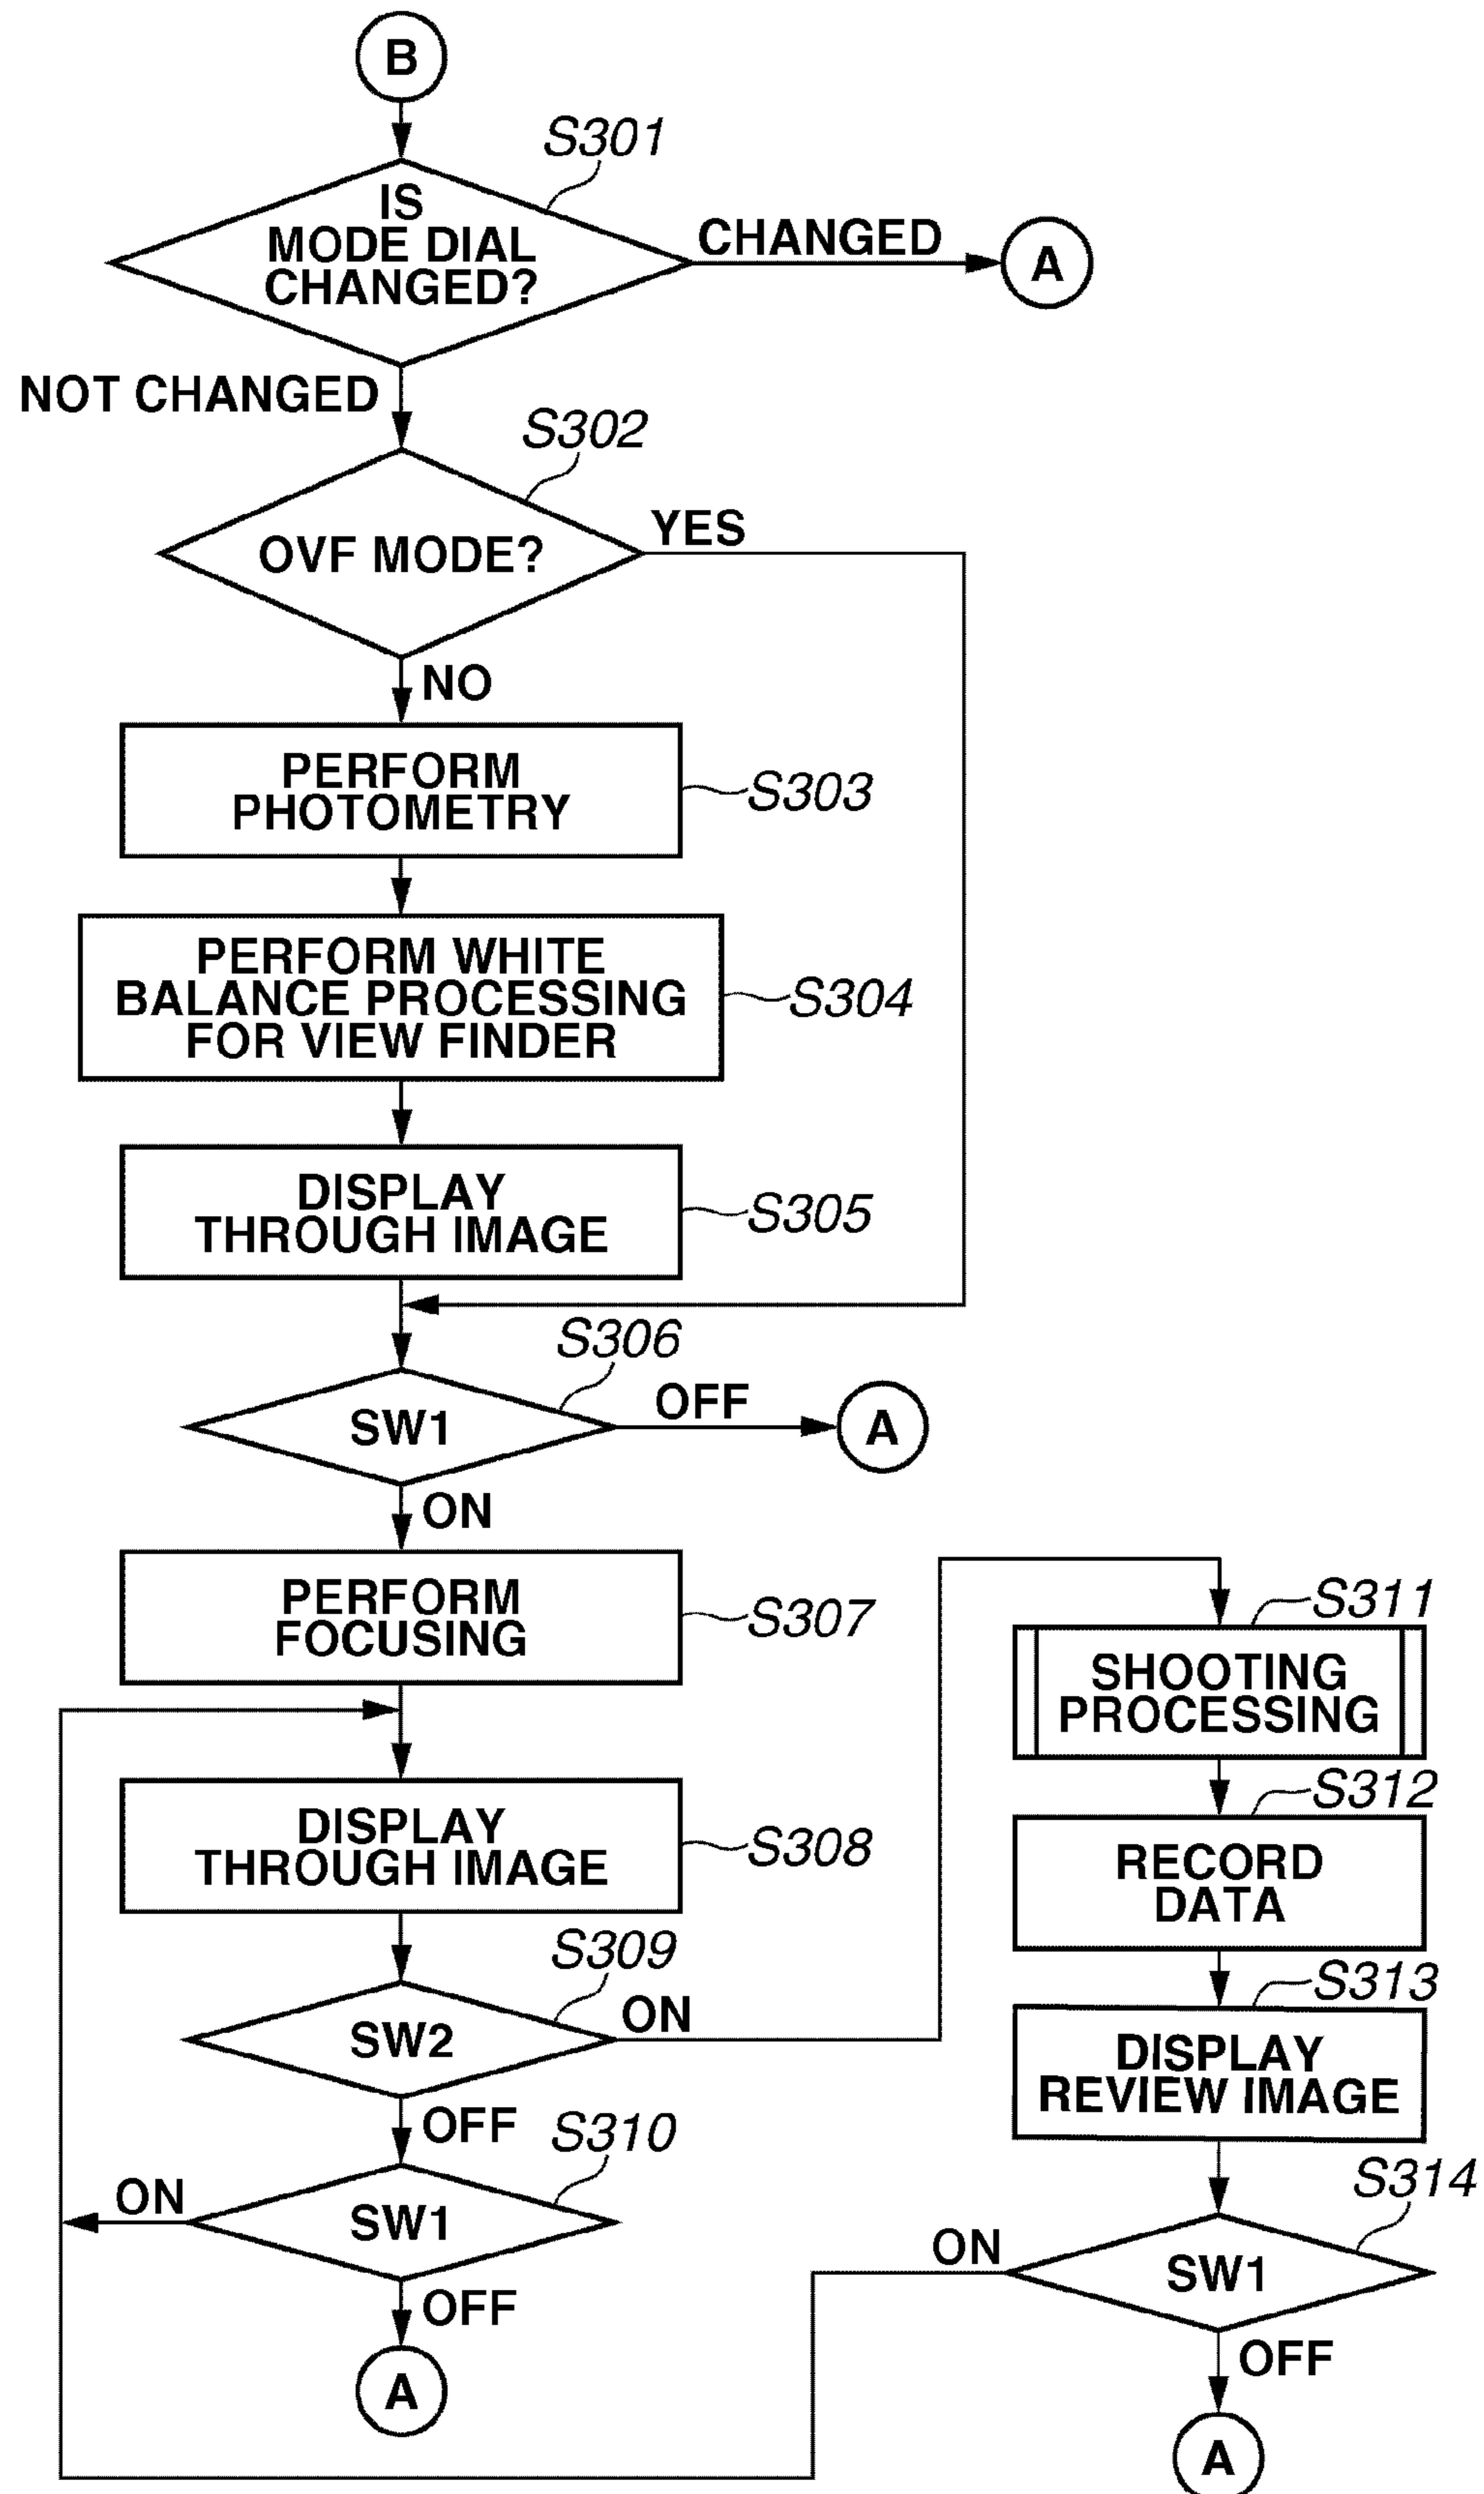 B
S301
IS
MODE DIAL
CHANGED?
CHANGED
A
NOT CHANGED
S302
OVF MODE?
YES
NO
PERFORM
PHOTOMETRY
S303
PERFORM WHITE
BALANCE PROCESSING
FOR VIEW FINDER
S304
DISPLAY
THROUGH IMAGE
S305
S306
SW1
OFF
A
ON
PERFORM
FOCUSING
S307
DISPLAY
THROUGH IMAGE
S308
S309
SW2
ON
OFF
S310
SW1
ON
OFF
A
S311
SHOOTING
PROCESSING
S312
RECORD
DATA
S313
DISPLAY
REVIEW IMAGE
S314
SW1
ON
OFF
A